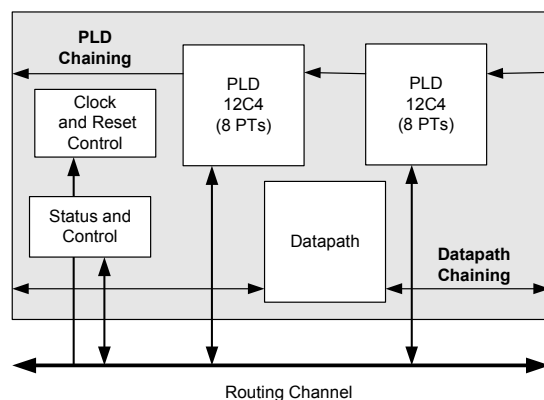 PLD
Chaining
PLD
12C4
(8 PTs)
PLD
12C4
(8 PTs)
Clock
and Reset
Control
Status and
Control
Datapath
Datapath
Chaining
Routing Channel